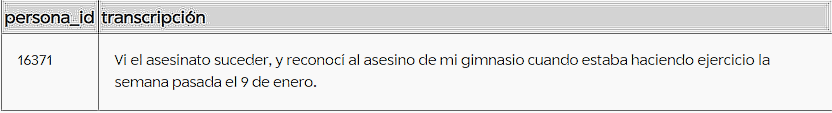 persona_id transcripción
16371 Vi el asesinato suceder, y reconocí al asesino de mi gimnasio cuando estaba haciendo ejercicio la
semana pasada el 9 de enero.